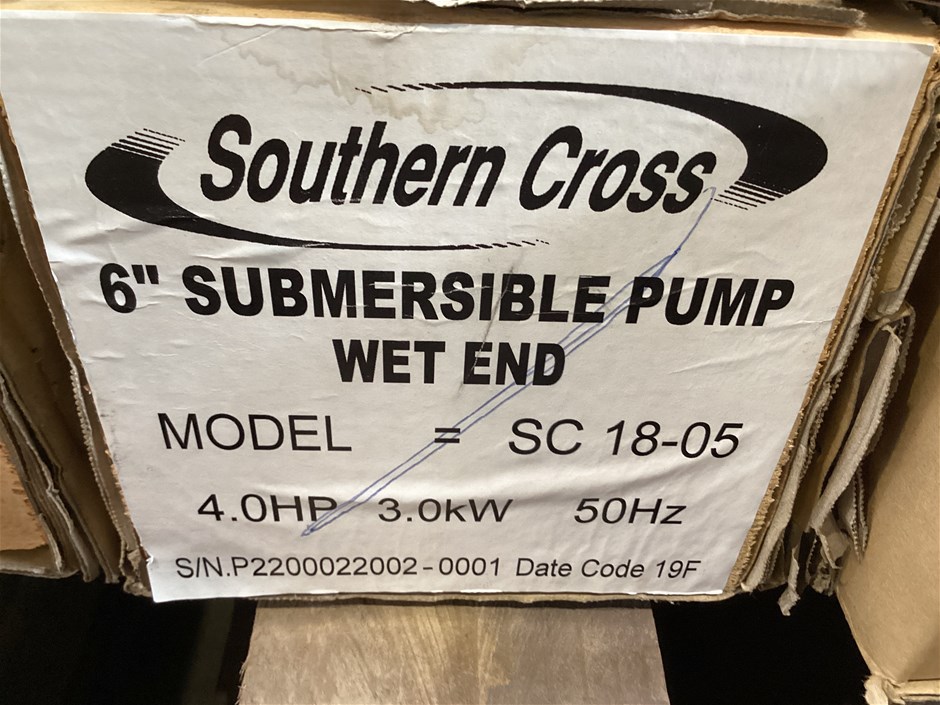 Southern Cross
6" SUBMERSIBLE PUMP
WET END
MODEL = SC 18-05
4.0HP 3.0kW 50Hz
S/N.P2200022002-0001 Date Code 19F